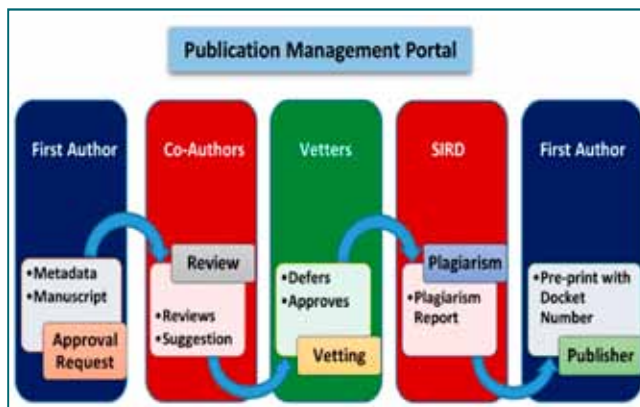 Publication Management Portal
First Author
•Metadata
•Manuscript
Approval
Request
Co-Authors
Review
•Reviews
•Suggestion
Vetters
•Defers
•Approves
Vetting
SIRD
Plagiarism
•Plagiarism
Report
First Author
•Pre-print with
Docket
Number
Publisher